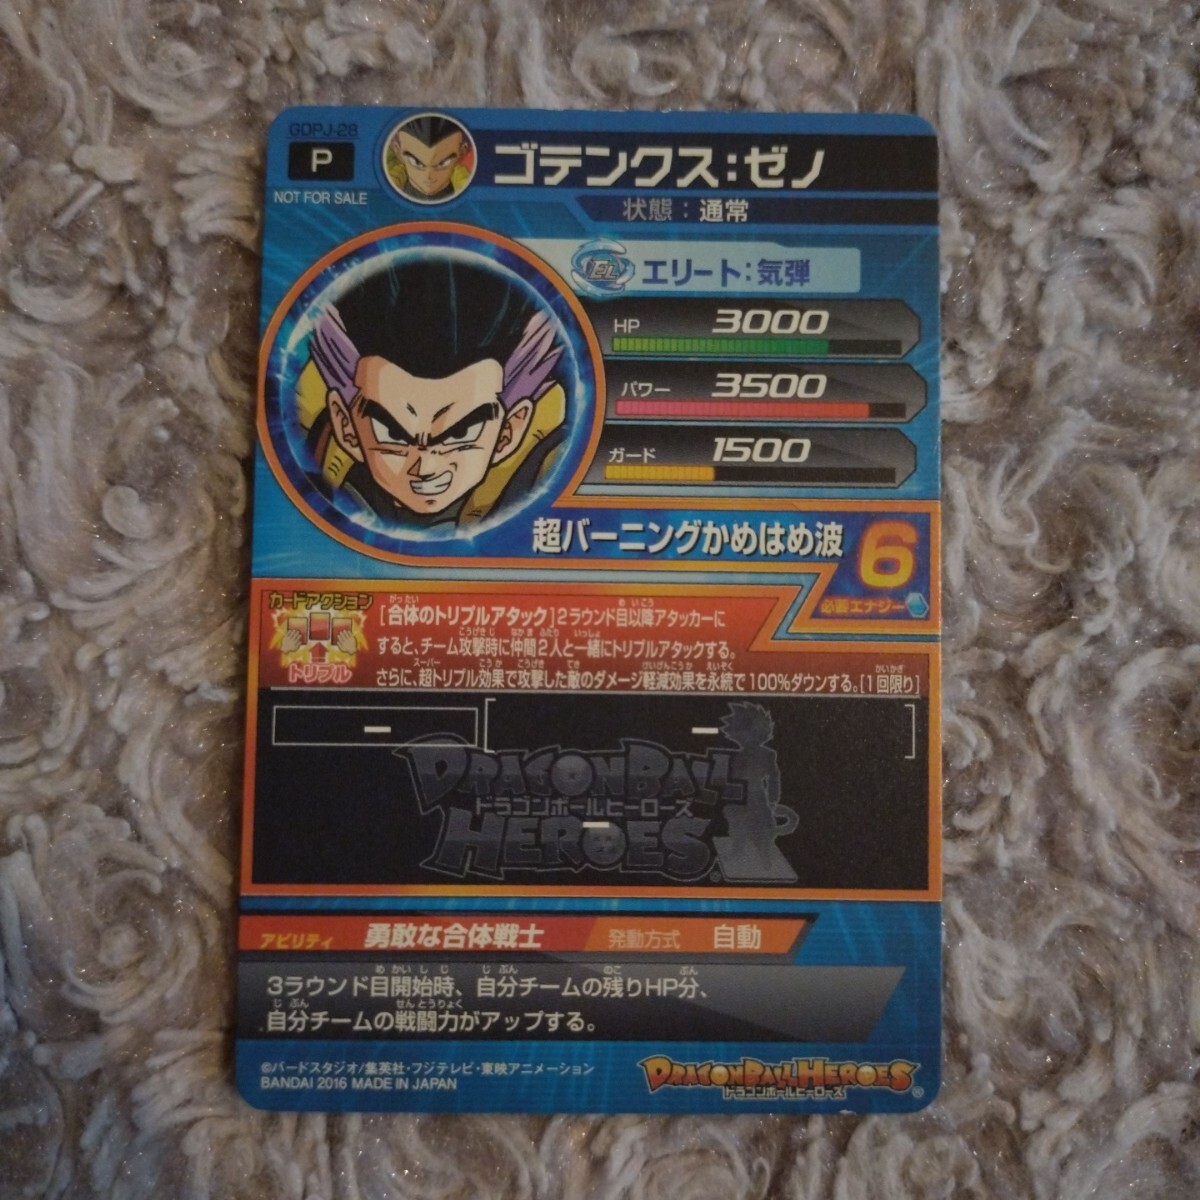 GDPJ-28
P
NOT FOR SALE
ゴテンクス:ゼノ
状態:通常
EL
エリート:気弾
HP 3000
パワー 3500
ガード 1500
超バーニングかめはめ波
6
必要エナジー
カードアクション
トリプル
[合体のトリプルアタック]2ラウンド目以降アタッカーに
すると、チーム攻撃時に仲間2人と一緒にトリプルアタックする。
さらに、超トリプル効果で攻撃した敵のダメージ軽減効果を永続で100%ダウンする。[1回限り]
ー
ー
DRAGON BALL
ドラゴンボールヒーローズ
ー
HEROES®
アビリティ 勇敢な合体戦士 発動方式 自動
3ラウンド目開始時、自分チームの残りHP分、
自分チームの戦闘力がアップする。
©バードスタジオ/集英社・フジテレビ・東映アニメーション
BANDAI 2016 MADE IN JAPAN
DRAGON BALL HEROES®
ドラゴンボールヒーローズ